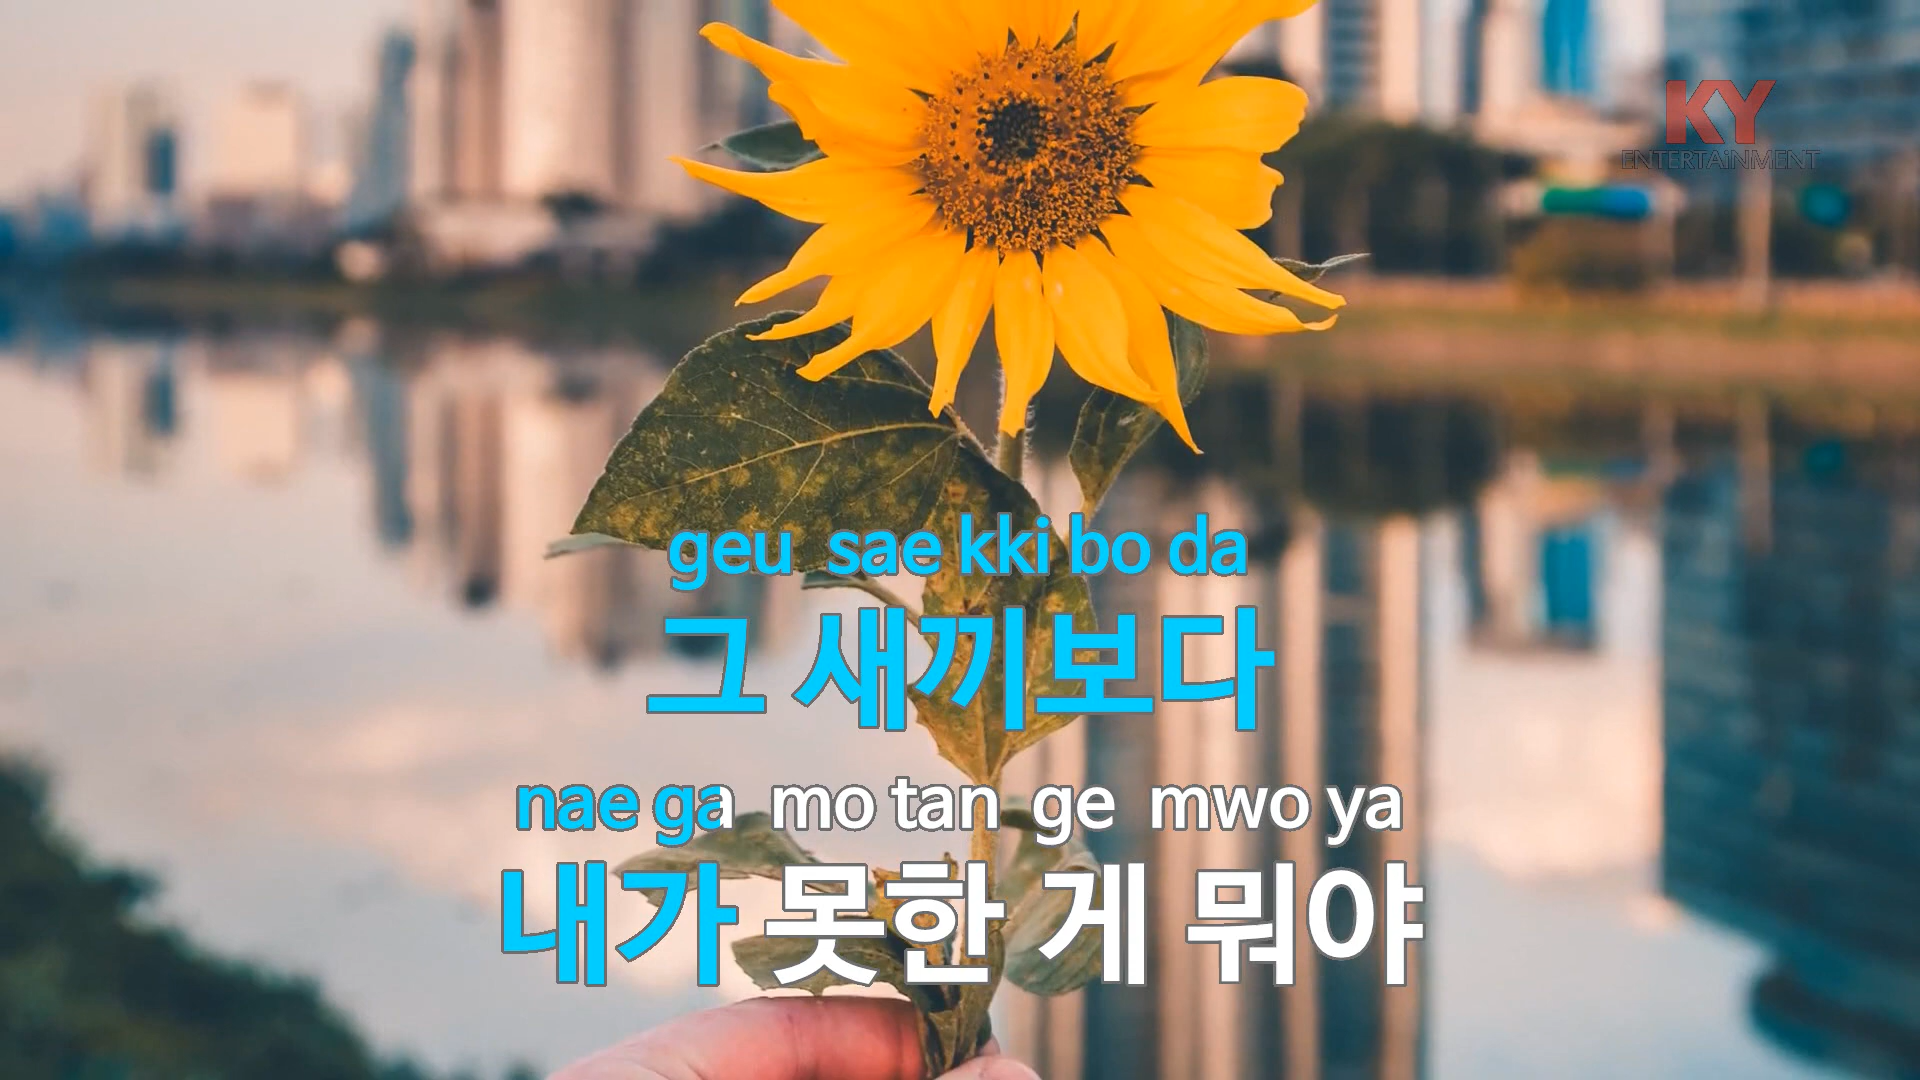 KY
ENTERTAiNMENT
geu sae kki bo da
그 새끼보다
nae ga mo tan ge mwo ya
내가 못한 게 뭐야